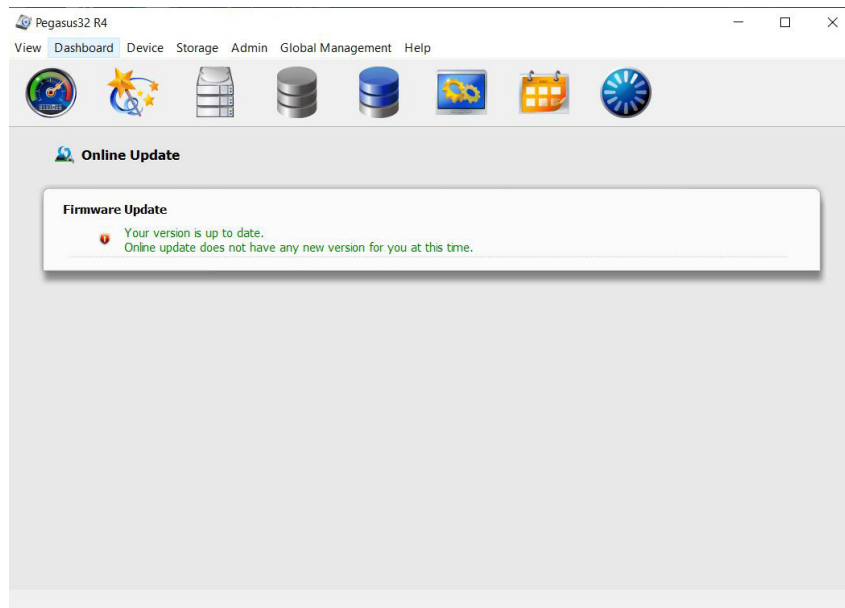 Pegasus32 R4
View Dashboard Device Storage Admin Global Management Help
Online Update
Firmware Update
Your version is up to date.
Online update does not have any new version for you at this time.